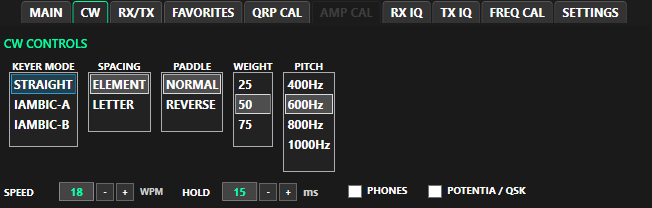 MAIN CW RX/TX FAVORITES QRP CAL AMP CAL RX IQ TX IQ FREQ CAL SETTINGS
CW CONTROLS
KEYER MODE SPACING PADDLE WEIGHT PITCH
STRAIGHT ELEMENT NORMAL 25 400Hz
IAMBIC-A LETTER REVERSE 50 600Hz
IAMBIC-B 75 800Hz
1000Hz
SPEED 18 - + WPM HOLD 15 - + ms PHONES POTENTIA / QSK